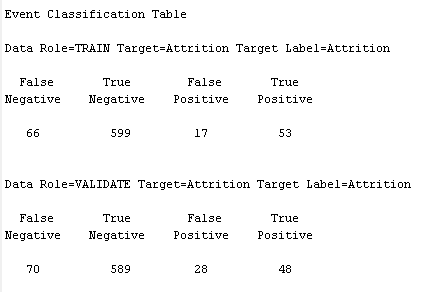 Event Classification Table
Data Role=TRAIN Target=Attrition Target Label=Attrition
False True False True
Negative Negative Positive Positive
66 599 17 53
Data Role=VALIDATE Target=Attrition Target Label=Attrition
False True False True
Negative Negative Positive Positive
70 589 28 48